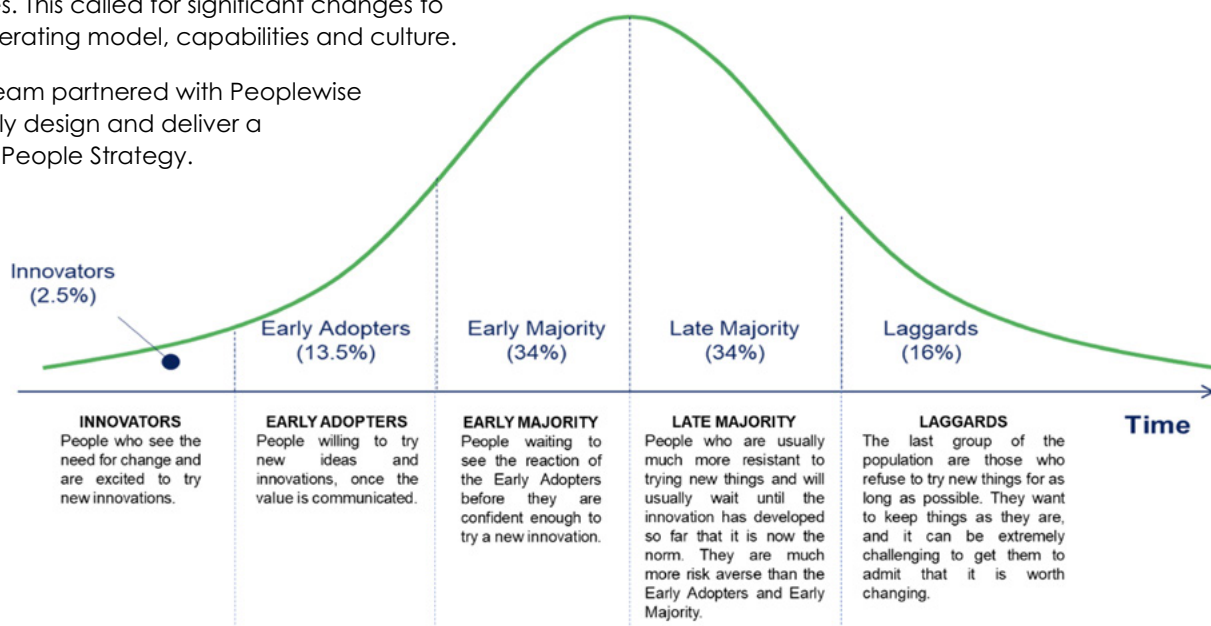 es. This called for significant changes to
erating model, capabilities and culture.
eam partnered with Peoplewise
ly design and deliver a
People Strategy.
Innovators
(2.5%)
Early Adopters
(13.5%)
Early Majority
(34%)
Late Majority
(34%)
Laggards
(16%)
Time
INNOVATORS
People who see the
need for change and
are excited to try
new innovations.
EARLY ADOPTERS
People willing to try
new ideas and
innovations, once the
value is communicated.
EARLY MAJORITY
People waiting to
see the reaction of
the Early Adopters
before they are
confident enough to
try a new innovation.
LATE MAJORITY
People who are usually
much more resistant to
trying new things and will
usually wait until the
innovation has developed
so far that it is now the
norm. They are much
more risk averse than the
Early Adopters and Early
Majority.
LAGGARDS
The last group of the
population are those who
refuse to try new things for as
long as possible. They want
to keep things as they are,
and it can be extremely
challenging to get them to
admit that it is worth
changing.